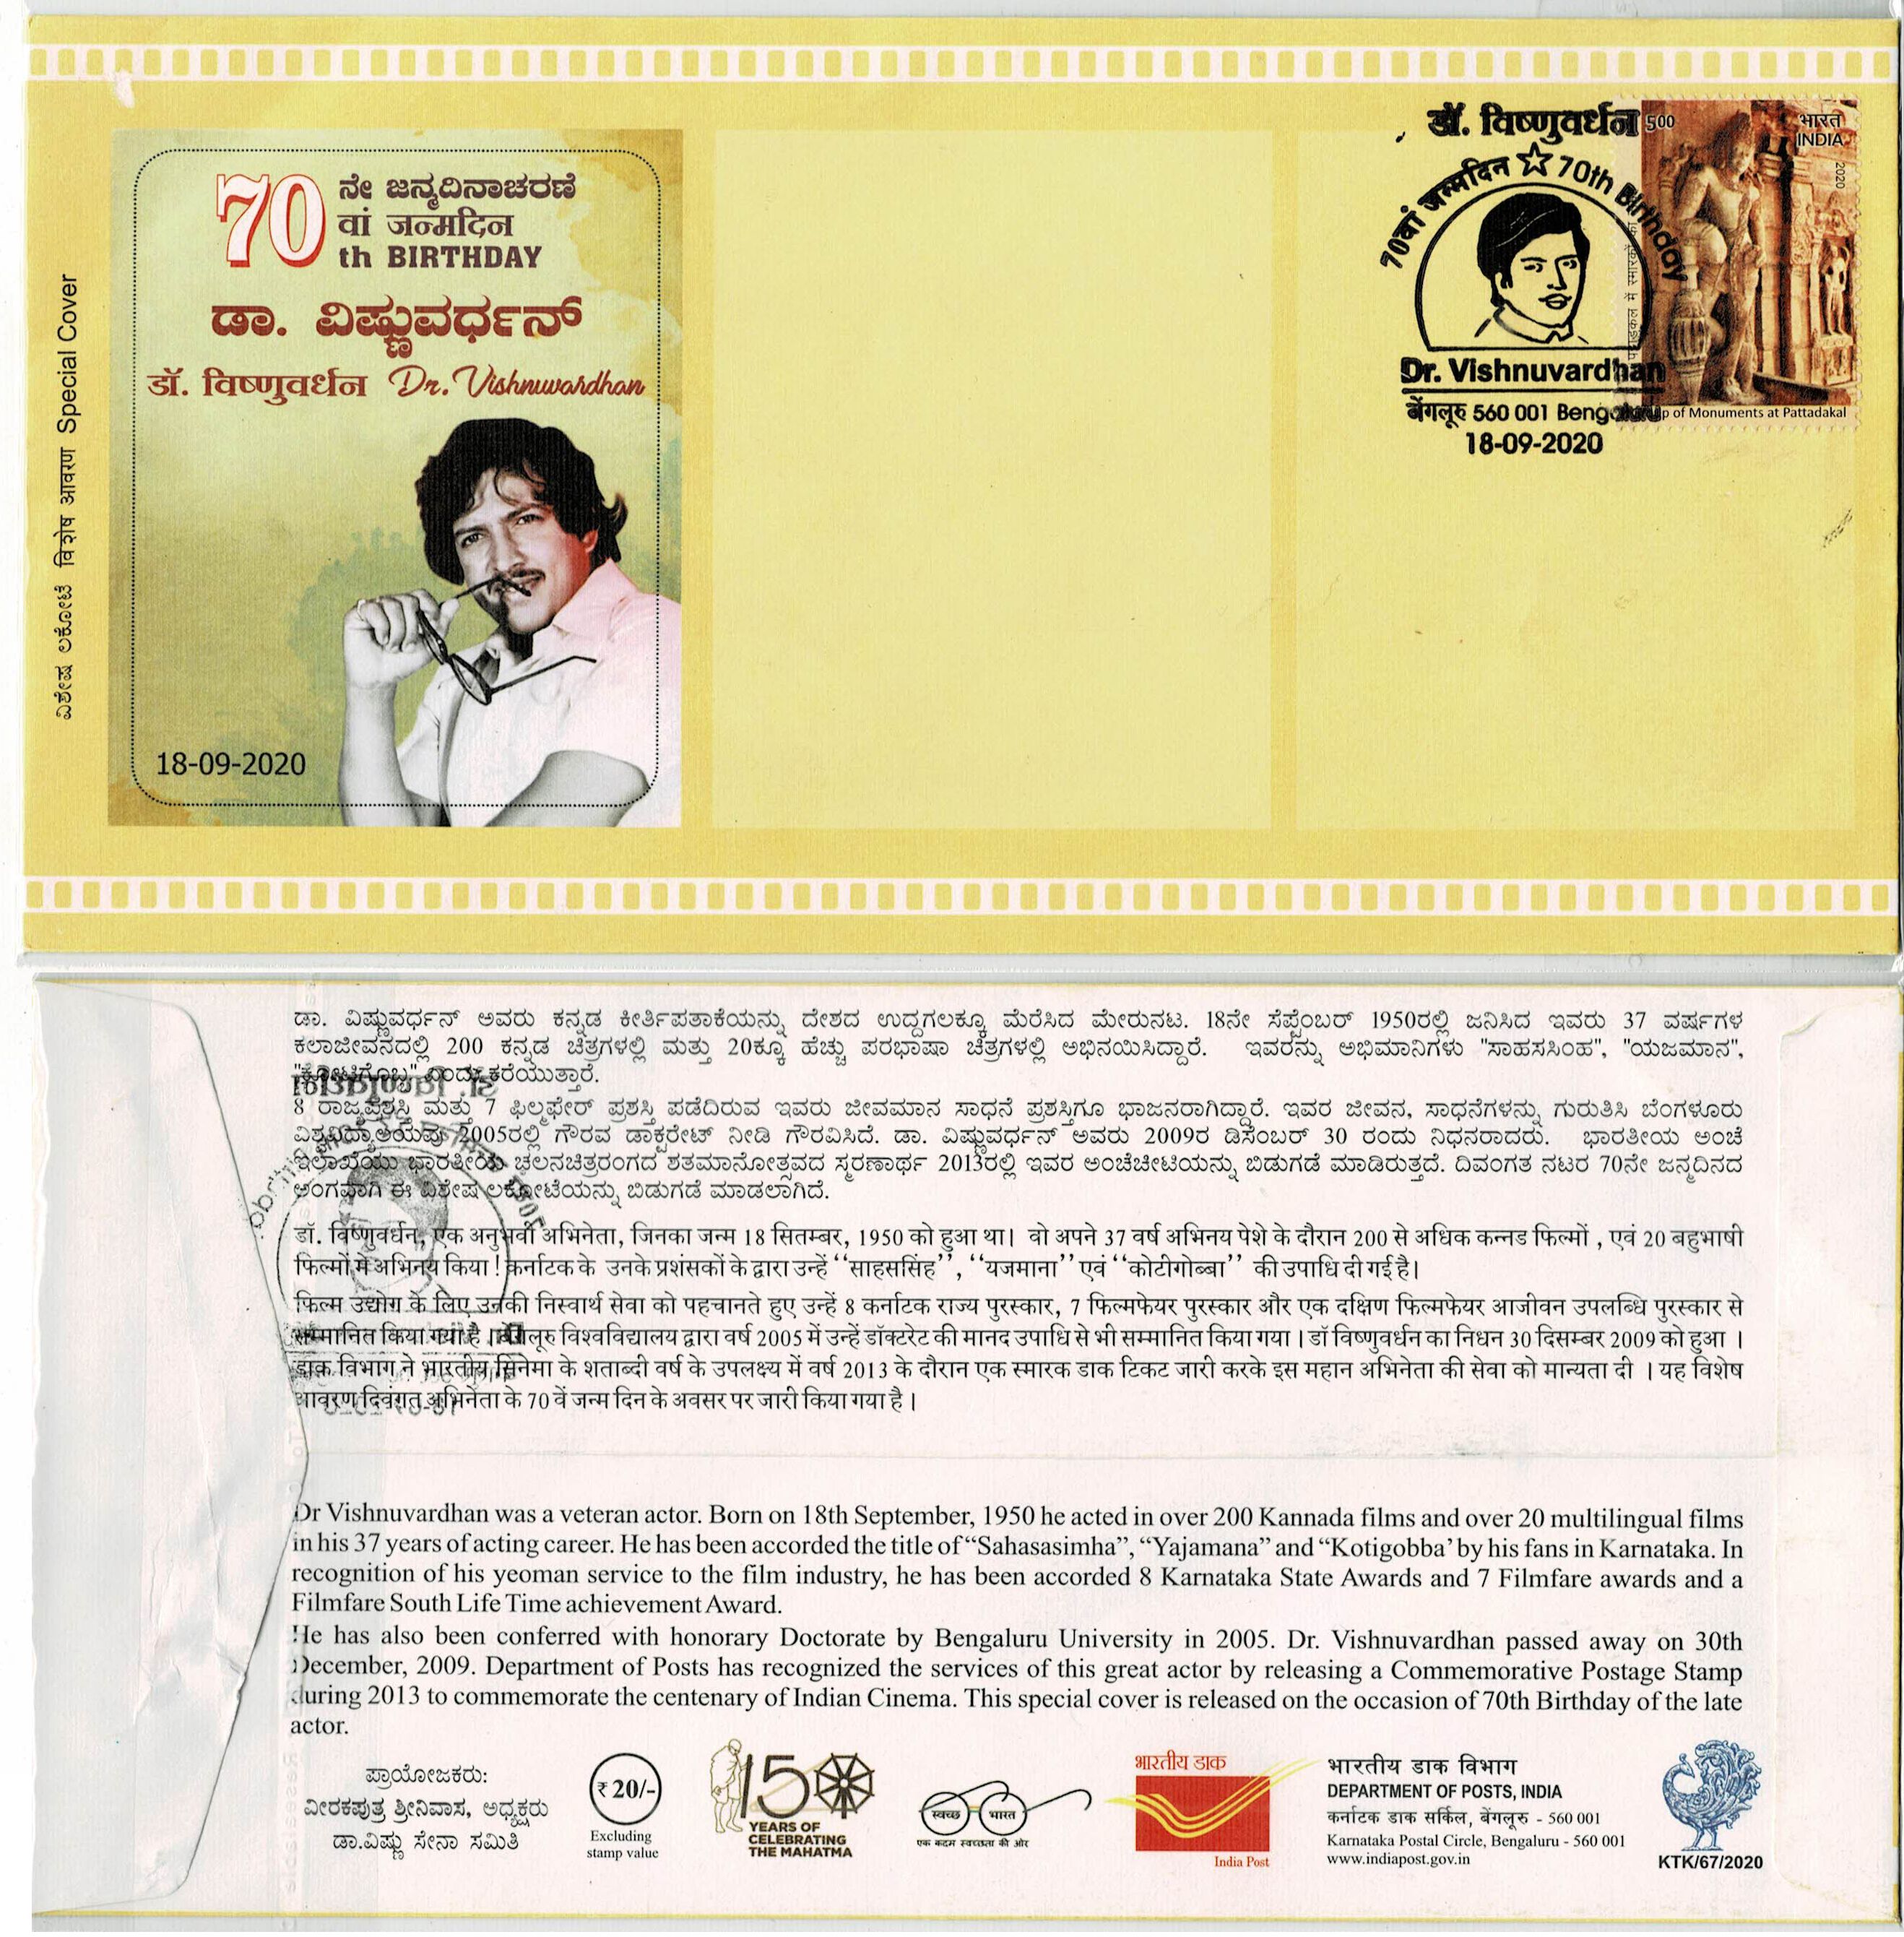 ವಿಶೇಷ ಲಕೋಟೆ विशेष आवरण Special Cover
70 ನೇ ಜನ್ಮದಿನಾಚರಣೆ
वां जन्मदिन
th BIRTHDAY
ಡಾ. ವಿಷ್ಣುವರ್ಧನ್
डॉ. विष्णुवर्धन Dr. Vishnuvardhan
18-09-2020
डॉ. विष्णुवर्धन
70वां जन्मदिन ☆ 70th Birthday
Dr. Vishnuvardhan
बेंगलूरु 560 001
18-09-2020
500 भारत
INDIA
2020
of Monuments at Pattadakal
ಡಾ. ವಿಷ್ಣುವರ್ಧನ್ ಅವರು ಕನ್ನಡ ಕೀರ್ತಿಪತಾಕೆಯನ್ನು ದೇಶದ ಉದ್ದಗಲಕ್ಕೂ ಮೆರೆಸಿದ ಮೇರುನಟ. 18ನೇ ಸೆಪ್ಟೆಂಬರ್ 1950ರಲ್ಲಿ ಜನಿಸಿದ ಇವರು 37 ವರ್ಷಗಳ
ಕಲಾಜೀವನದಲ್ಲಿ 200 ಕನ್ನಡ ಚಿತ್ರಗಳಲ್ಲಿ ಮತ್ತು 20ಕ್ಕೂ ಹೆಚ್ಚು ಪರಭಾಷಾ ಚಿತ್ರಗಳಲ್ಲಿ ಅಭಿನಯಿಸಿದ್ದಾರೆ. ಇವರನ್ನು ಅಭಿಮಾನಿಗಳು "ಸಾಹಸಸಿಂಹ", "ಯಜಮಾನ",
"ಕೋಟಿಗೊಬ್ಬ" ಎಂದು ಕರೆಯುತ್ತಾರೆ.
8 ರಾಜ್ಯಪ್ರಶಸ್ತಿ ಮತ್ತು 7 ಫಿಲ್ಮಫೇರ್ ಪ್ರಶಸ್ತಿ ಪಡೆದಿರುವ ಇವರು ಜೀವಮಾನ ಸಾಧನೆ ಪ್ರಶಸ್ತಿಗೂ ಭಾಜನರಾಗಿದ್ದಾರೆ. ಇವರ ಜೀವನ, ಸಾಧನೆಗಳನ್ನು ಗುರುತಿಸಿ ಬೆಂಗಳೂರು
ವಿಶ್ವವಿದ್ಯಾಲಯವು 2005ರಲ್ಲಿ ಗೌರವ ಡಾಕ್ಟರೇಟ್ ನೀಡಿ ಗೌರವಿಸಿದೆ. ಡಾ. ವಿಷ್ಣುವರ್ಧನ್ ಅವರು 2009ರ ಡಿಸೆಂಬರ್ 30 ರಂದು ನಿಧನರಾದರು. ಭಾರತೀಯ ಅಂಚೆ
ಇಲಾಖೆಯು ಭಾರತೀಯ ಚಲನಚಿತ್ರರಂಗದ ಶತಮಾನೋತ್ಸವದ ಸ್ಮರಣಾರ್ಥ 2013ರಲ್ಲಿ ಇವರ ಅಂಚೆಚೀಟಿಯನ್ನು ಬಿಡುಗಡೆ ಮಾಡಿರುತ್ತದೆ. ದಿವಂಗತ ನಟರ 70ನೇ ಜನ್ಮದಿನದ
ಅಂಗವಾಗಿ ಈ ವಿಶೇಷ ಲಕೋಟೆಯನ್ನು ಬಿಡುಗಡೆ ಮಾಡಲಾಗಿದೆ.
डॉ. विष्णुवर्धन, एक अनुभवी अभिनेता, जिनका जन्म 18 सितम्बर, 1950 को हुआ था। वो अपने 37 वर्ष अभिनय पेशे के दौरान 200 से अधिक कन्नड फिल्मों , एवं 20 बहुभाषी
फिल्मों में अभिनय किया ! कर्नाटक के उनके प्रशंसकों के द्वारा उन्हें ‘‘साहससिंह’’, ‘‘यजमाना’’ एवं ‘‘कोटीगोब्बा’’ की उपाधि दी गई है।
फिल्म उद्योग के लिए उनकी निस्वार्थ सेवा को पहचानते हुए उन्हें 8 कर्नाटक राज्य पुरस्कार, 7 फिल्मफेयर पुरस्कार और एक दक्षिण फिल्मफेयर आजीवन उपलब्धि पुरस्कार से
सम्मानित किया गया है । बेंगलूरु विश्वविद्यालय द्वारा वर्ष 2005 में उन्हें डॉक्टरेट की मानद उपाधि से भी सम्मानित किया गया । डॉ विष्णुवर्धन का निधन 30 दिसम्बर 2009 को हुआ ।
डाक विभाग ने भारतीय सिनेमा के शताब्दी वर्ष के उपलक्ष्य में वर्ष 2013 के दौरान एक स्मारक डाक टिकट जारी करके इस महान अभिनेता की सेवा को मान्यता दी । यह विशेष
आवरण दिवंगत अभिनेता के 70 वें जन्म दिन के अवसर पर जारी किया गया है ।
Dr Vishnuvardhan was a veteran actor. Born on 18th September, 1950 he acted in over 200 Kannada films and over 20 multilingual films
in his 37 years of acting career. He has been accorded the title of “Sahasasimha”, “Yajamana” and “Kotigobba’ by his fans in Karnataka. In
recognition of his yeoman service to the film industry, he has been accorded 8 Karnataka State Awards and 7 Filmfare awards and a
Filmfare South Life Time achievement Award.
He has also been conferred with honorary Doctorate by Bengaluru University in 2005. Dr. Vishnuvardhan passed away on 30th
December, 2009. Department of Posts has recognized the services of this great actor by releasing a Commemorative Postage Stamp
during 2013 to commemorate the centenary of Indian Cinema. This special cover is released on the occasion of 70th Birthday of the late
actor.
ಪ್ರಾಯೋಜಕರು:
ವೀರಕಪುತ್ರ ಶ್ರೀನಿವಾಸ, ಅಧ್ಯಕ್ಷರು
ಡಾ.ವಿಷ್ಣು ಸೇನಾ ಸಮಿತಿ
₹ 20/-
Excluding
stamp value
150
YEARS OF
CELEBRATING
THE MAHATMA
स्वच्छ भारत
एक कदम स्वच्छता की ओर
भारतीय डाक
India Post
भारतीय डाक विभाग
DEPARTMENT OF POSTS, INDIA
कर्नाटक डाक सर्किल, बेंगलूरु - 560 001
Karnataka Postal Circle, Bengaluru - 560 001
www.indiapost.gov.in
KTK/67/2020